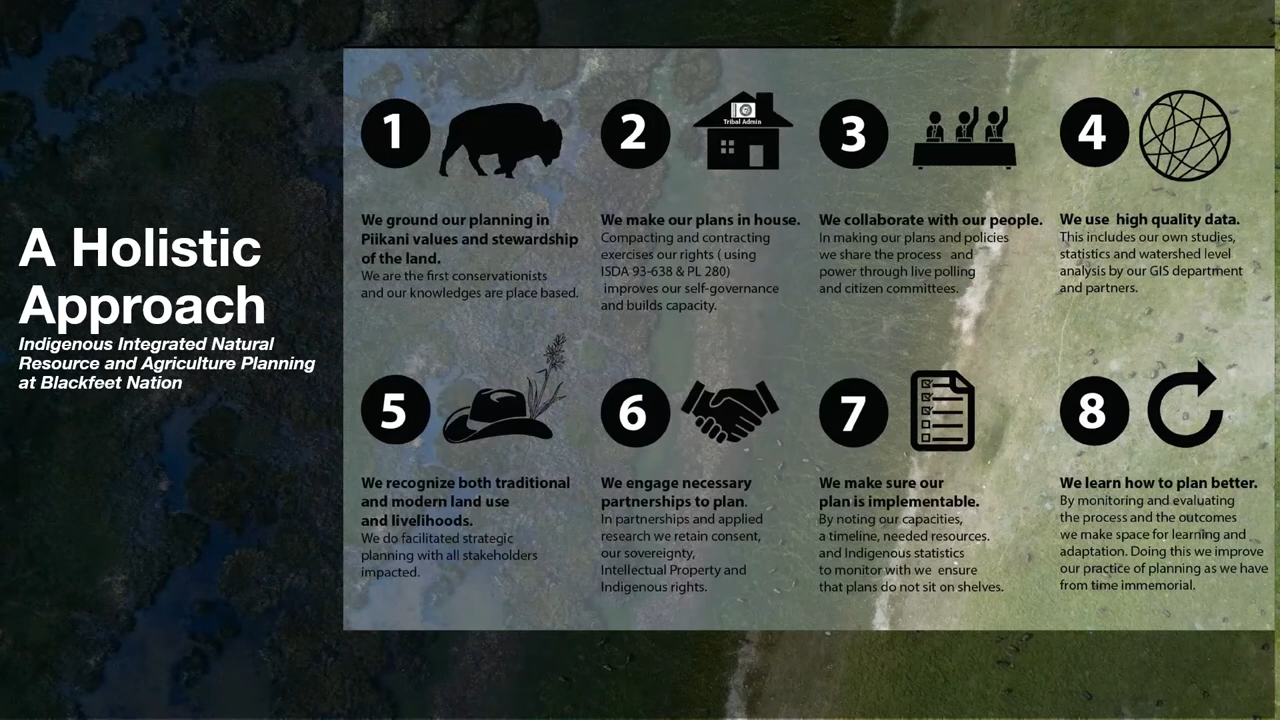 A Holistic
Approach
Indigenous Integrated Natural
Resource and Agriculture Planning
at Blackfeet Nation
1
We ground our planning in
Piikani values and stewardship
of the land.
We are the first conservationists
and our knowledges are place based.
2
Tribal Admin
We make our plans in house.
Compacting and contracting
exercises our rights ( using
ISDA 93-638 & PL 280)
improves our self-governance
and builds capacity.
3
We collaborate with our people.
In making our plans and policies
we share the process and
power through live polling
and citizen committees.
4
We use high quality data.
This includes our own studies,
statistics and watershed level
analysis by our GIS department
and partners.
5
We recognize both traditional
and modern land use
and livelihoods.
We do facilitated strategic
planning with all stakeholders
impacted.
6
We engage necessary
partnerships to plan.
In partnerships and applied
research we retain consent,
our sovereignty,
Intellectual Property and
Indigenous rights.
7
We make sure our
plan is implementable.
By noting our capacities,
a timeline, needed resources.
and Indigenous statistics
to monitor with we ensure
that plans do not sit on shelves.
8
We learn how to plan better.
By monitoring and evaluating
the process and the outcomes
we make space for learning and
adaptation. Doing this we improve
our practice of planning as we have
from time immemorial.